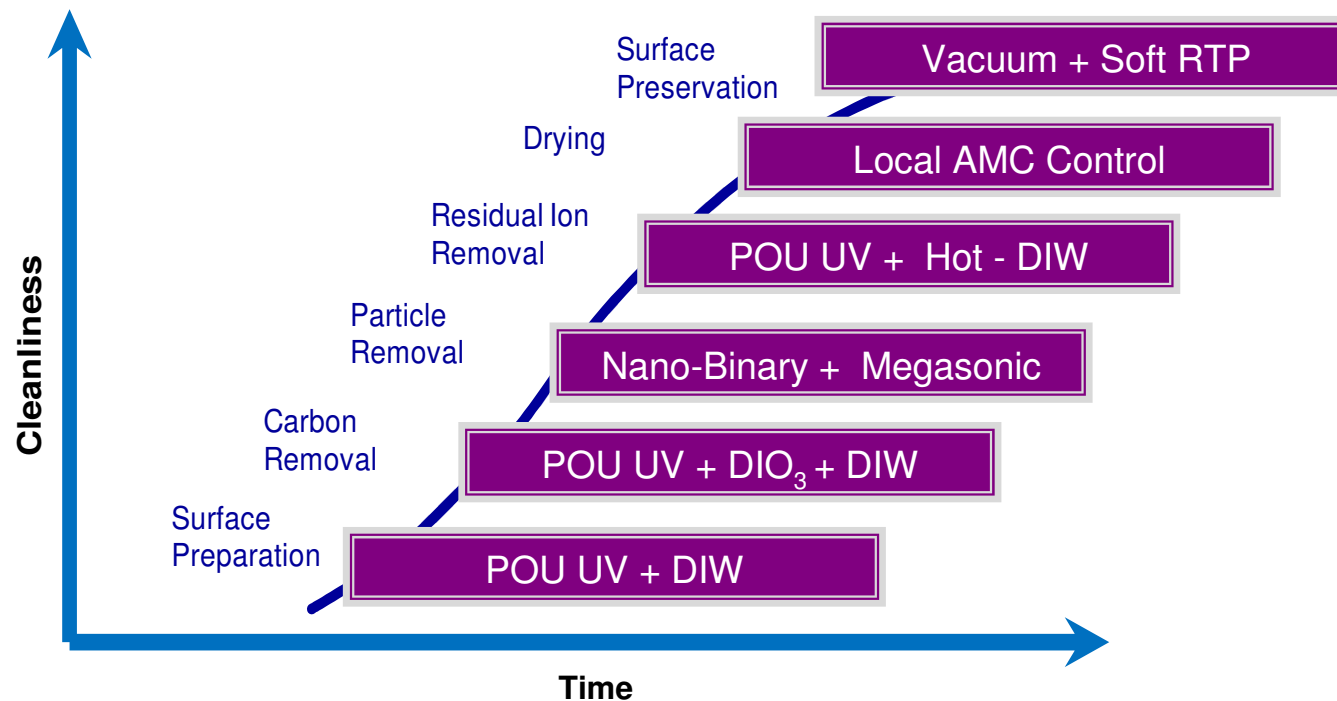 Surface
Preservation
Vacuum + Soft RTP
Drying
Local AMC Control
Residual Ion
Removal
POU UV + Hot - DIW
Particle
Removal
Nano-Binary + Megasonic
Carbon
Removal
POU UV + DIO₃ + DIW
Surface
Preparation
POU UV + DIW
Cleanliness
Time